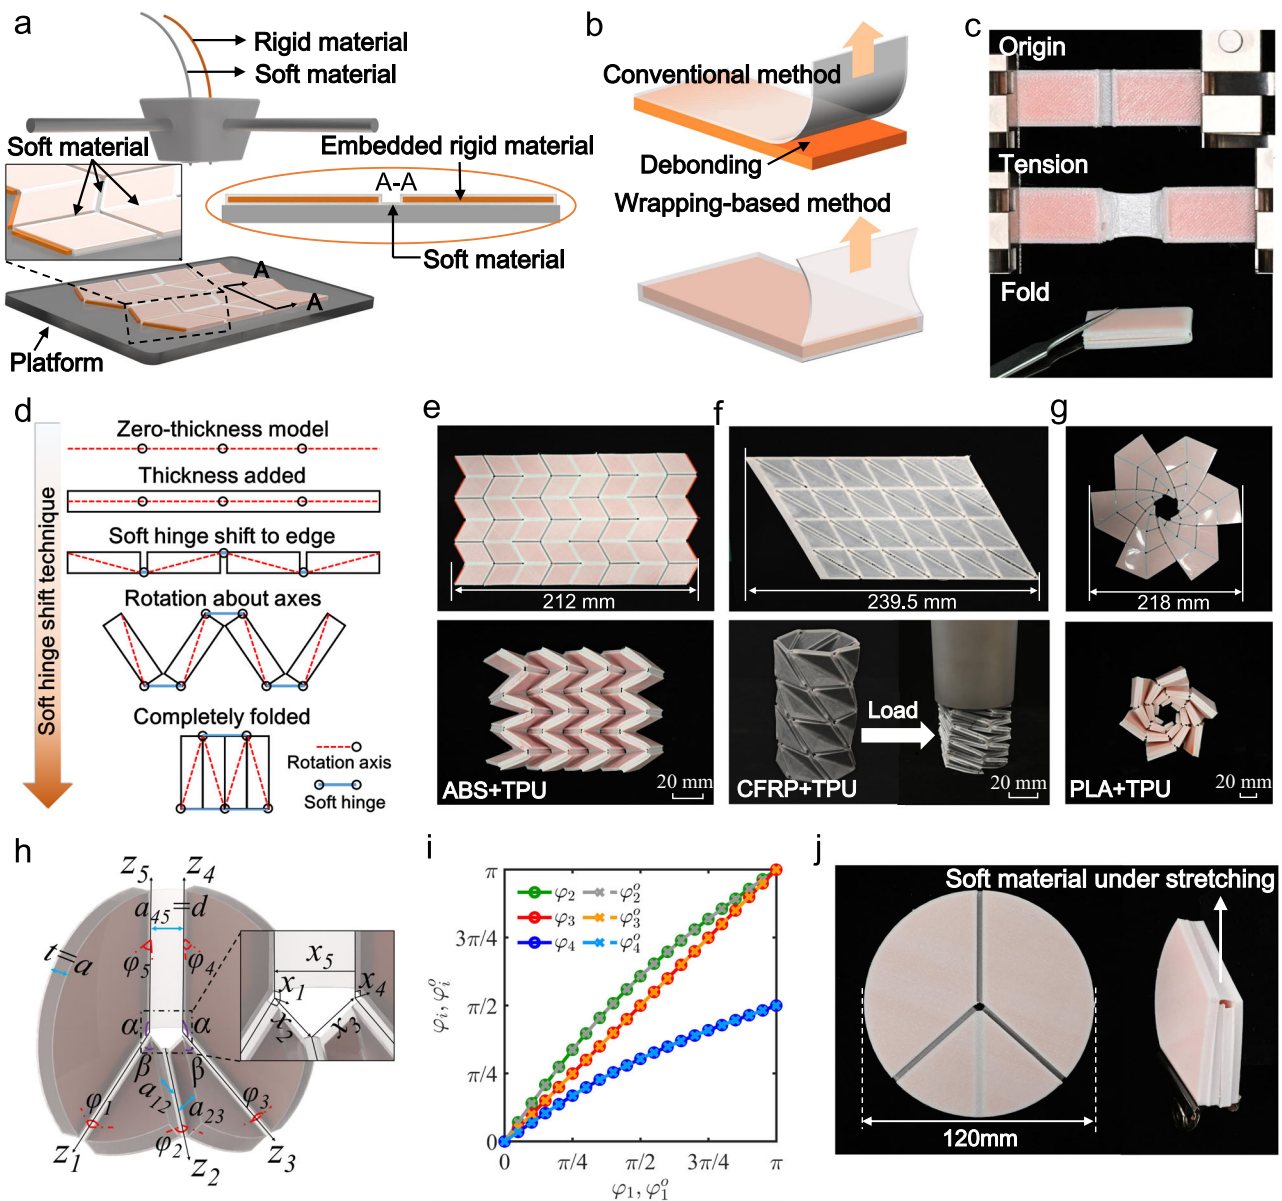 a
Rigid material
Soft material
Soft material
Embedded rigid material
A-A
Soft material
A
A
Platform
b
Conventional method
Debonding
Wrapping-based method
c
Origin
Tension
Fold
d
Soft hinge shift technique
Zero-thickness model
Thickness added
Soft hinge shift to edge
Rotation about axes
Completely folded
Rotation axis
Soft hinge
e
212 mm
ABS+TPU
20 mm
f
239.5 mm
Load
CFRP+TPU
20 mm
g
218 mm
PLA+TPU
20 mm
h
z5
z4
a45
=d
t=a
φ5
φ4
α
α
β
β
a12
a23
φ1
φ2
φ3
z1
z2
z3
x5
x1
x4
x2
x3
i
φi, φi^o
π
3π/4
π/2
π/4
0
φ2
φ2^o
φ3
φ3^o
φ4
φ4^o
0
π/4
π/2
3π/4
π
φ1, φ1^o
j
Soft material under stretching
120mm